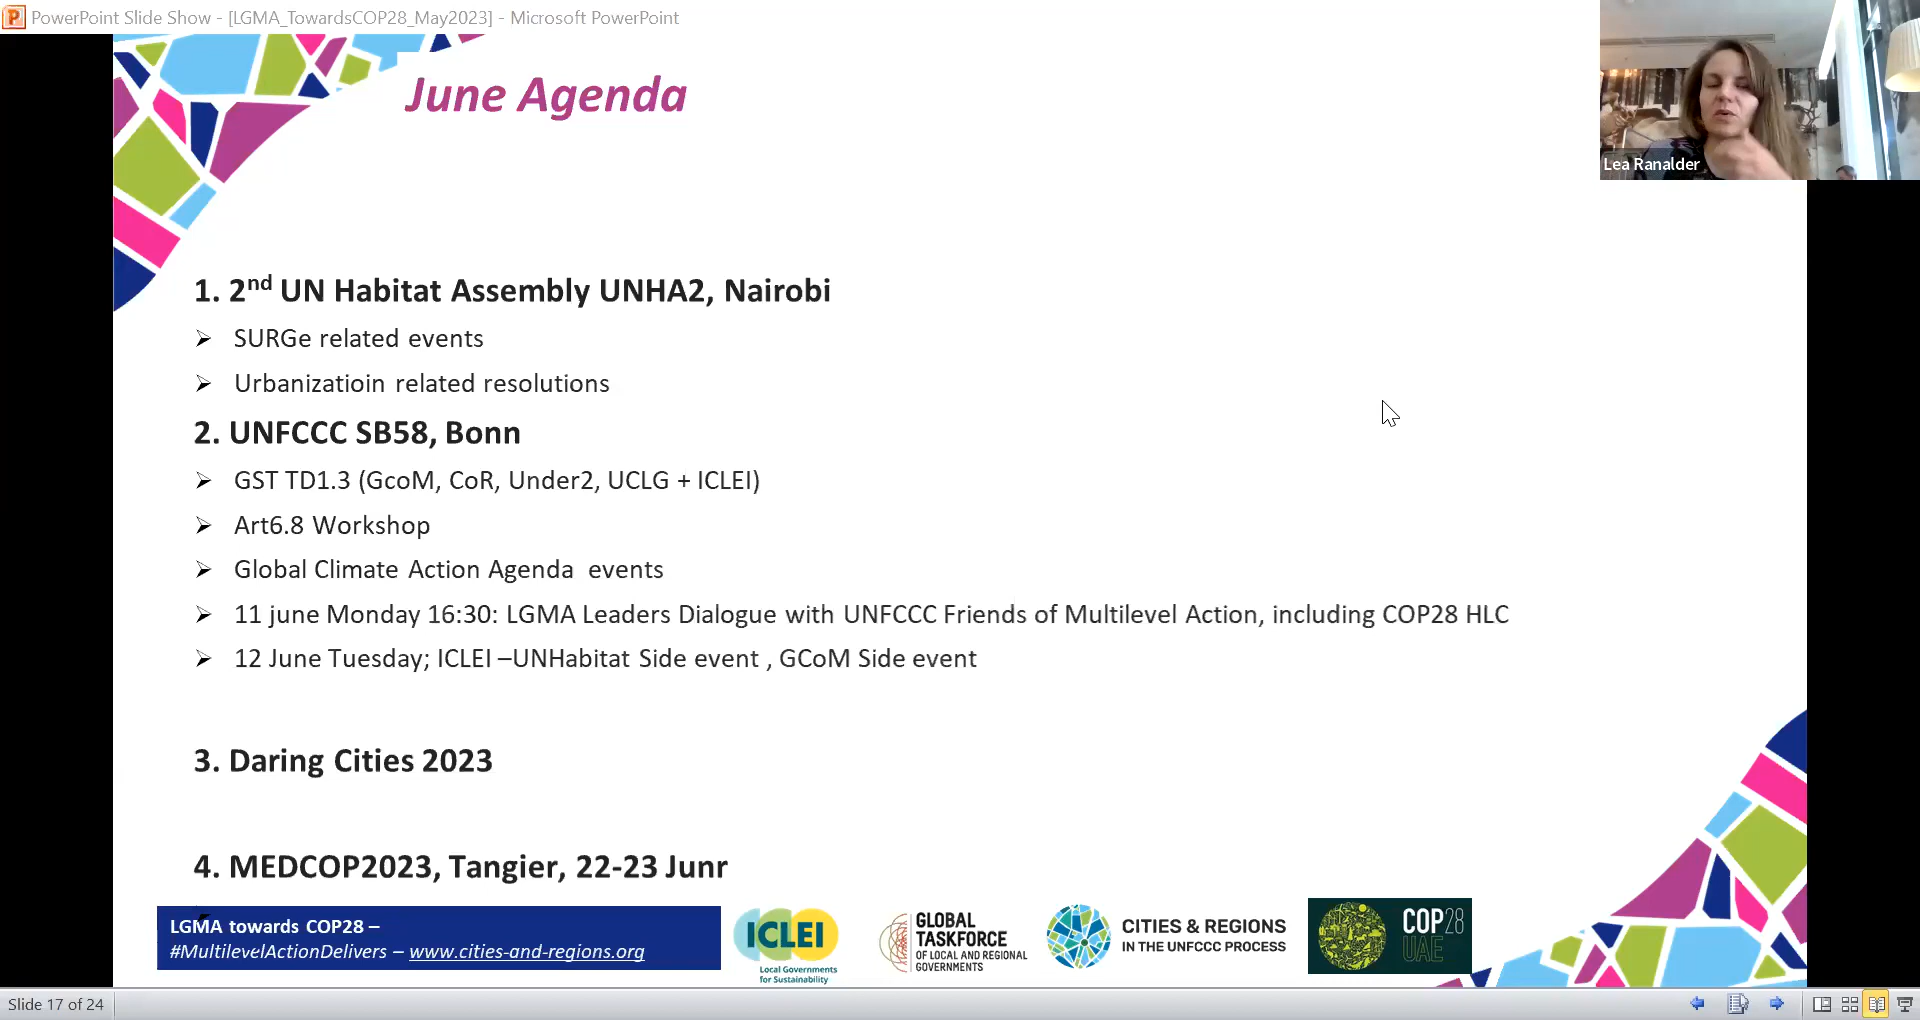 PowerPoint Slide Show - [LGMA_TowardsCOP28_May2023] - Microsoft PowerPoint
June Agenda
Lea Ranalder
1. 2nd UN Habitat Assembly UNHA2, Nairobi
➢ SURGe related events
➢ Urbanizatioin related resolutions
2. UNFCCC SB58, Bonn
➢ GST TD1.3 (GcoM, CoR, Under2, UCLG + ICLEI)
➢ Art6.8 Workshop
➢ Global Climate Action Agenda  events
➢ 11 june Monday 16:30: LGMA Leaders Dialogue with UNFCCC Friends of Multilevel Action, including COP28 HLC
➢ 12 June Tuesday; ICLEI –UNHabitat Side event , GCoM Side event
3. Daring Cities 2023
4. MEDCOP2023, Tangier, 22-23 Junr
LGMA towards COP28 –
#MultilevelActionDelivers – www.cities-and-regions.org
ICLEI
Local Governments
for Sustainability
GLOBAL
TASKFORCE
OF LOCAL AND REGIONAL
GOVERNMENTS
CITIES & REGIONS
IN THE UNFCCC PROCESS
COP28
UAE
Slide 17 of 24